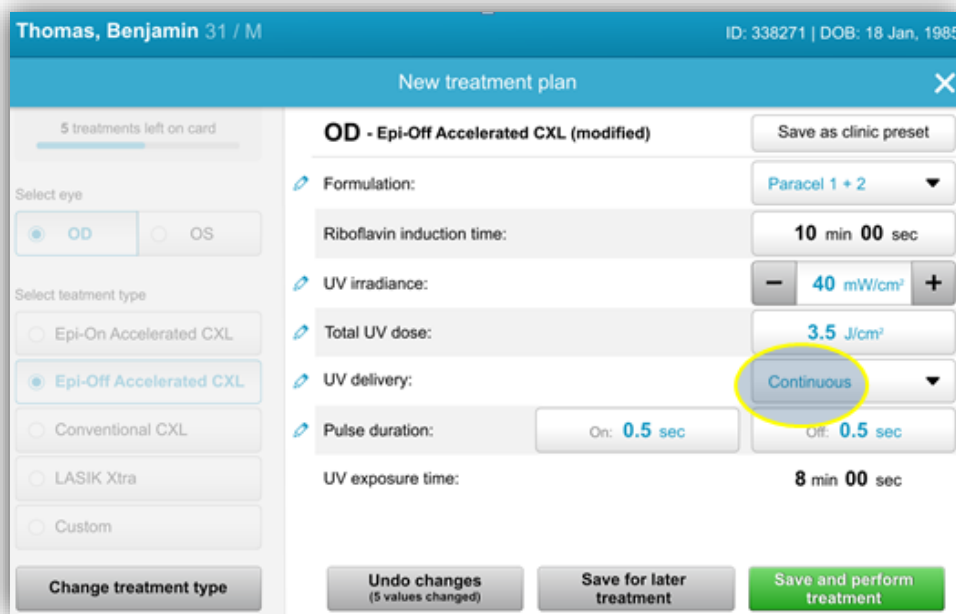 Thomas, Benjamin 31 / M
ID: 338271 | DOB: 18 Jan, 1985
New treatment plan
5 treatments left on card
Select eye
OD
OS
Select teatment type
Epi-On Accelerated CXL
Epi-Off Accelerated CXL
Conventional CXL
LASIK Xtra
Custom
Change treatment type
OD - Epi-Off Accelerated CXL (modified)
Save as clinic preset
Formulation: Paracel 1 + 2
Riboflavin induction time: 10 min 00 sec
UV irradiance: − 40 mW/cm² +
Total UV dose: 3.5 J/cm²
UV delivery: Continuous
Pulse duration: On: 0.5 sec Off: 0.5 sec
UV exposure time: 8 min 00 sec
Undo changes
(5 values changed)
Save for later
treatment
Save and perform
treatment